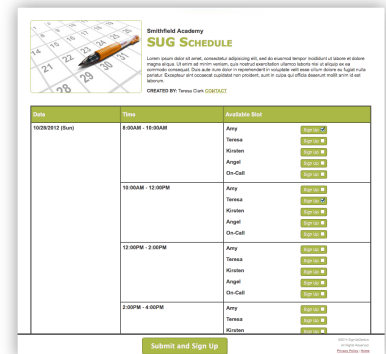 Smithfield Academy
SUG SCHEDULE
Lorem ipsum dolor sit amet, consectetur adipisicing elit, sed do eiusmod tempor incididunt ut labore et dolore
magna aliqua. Ut enim ad minim veniam, quis nostrud exercitation ullamco laboris nisi ut aliquip ex ea
commodo consequat. Duis aute irure dolor in reprehenderit in voluptate velit esse cillum dolore eu fugiat nulla
pariatur. Excepteur sint occaecat cupidatat non proident, sunt in culpa qui officia deserunt mollit anim id est
laborum.
CREATED BY: Teresa Clark CONTACT
Date Time Available Slot
10/28/2012 (Sun) 8:00AM - 10:00AM Amy Sign Up
Teresa Sign Up
Kirsten Sign Up
Angel Sign Up
On-Call Sign Up
10:00AM - 12:00PM Amy Sign Up
Teresa Sign Up
Kirsten Sign Up
Angel Sign Up
On-Call Sign Up
12:00PM - 2:00PM Amy Sign Up
Teresa Sign Up
Kirsten Sign Up
Angel Sign Up
On-Call Sign Up
2:00PM - 4:00PM Amy Sign Up
Teresa Sign Up
Kirsten Sign Up
Submit and Sign Up
All Rights Reserved
Privacy Policy